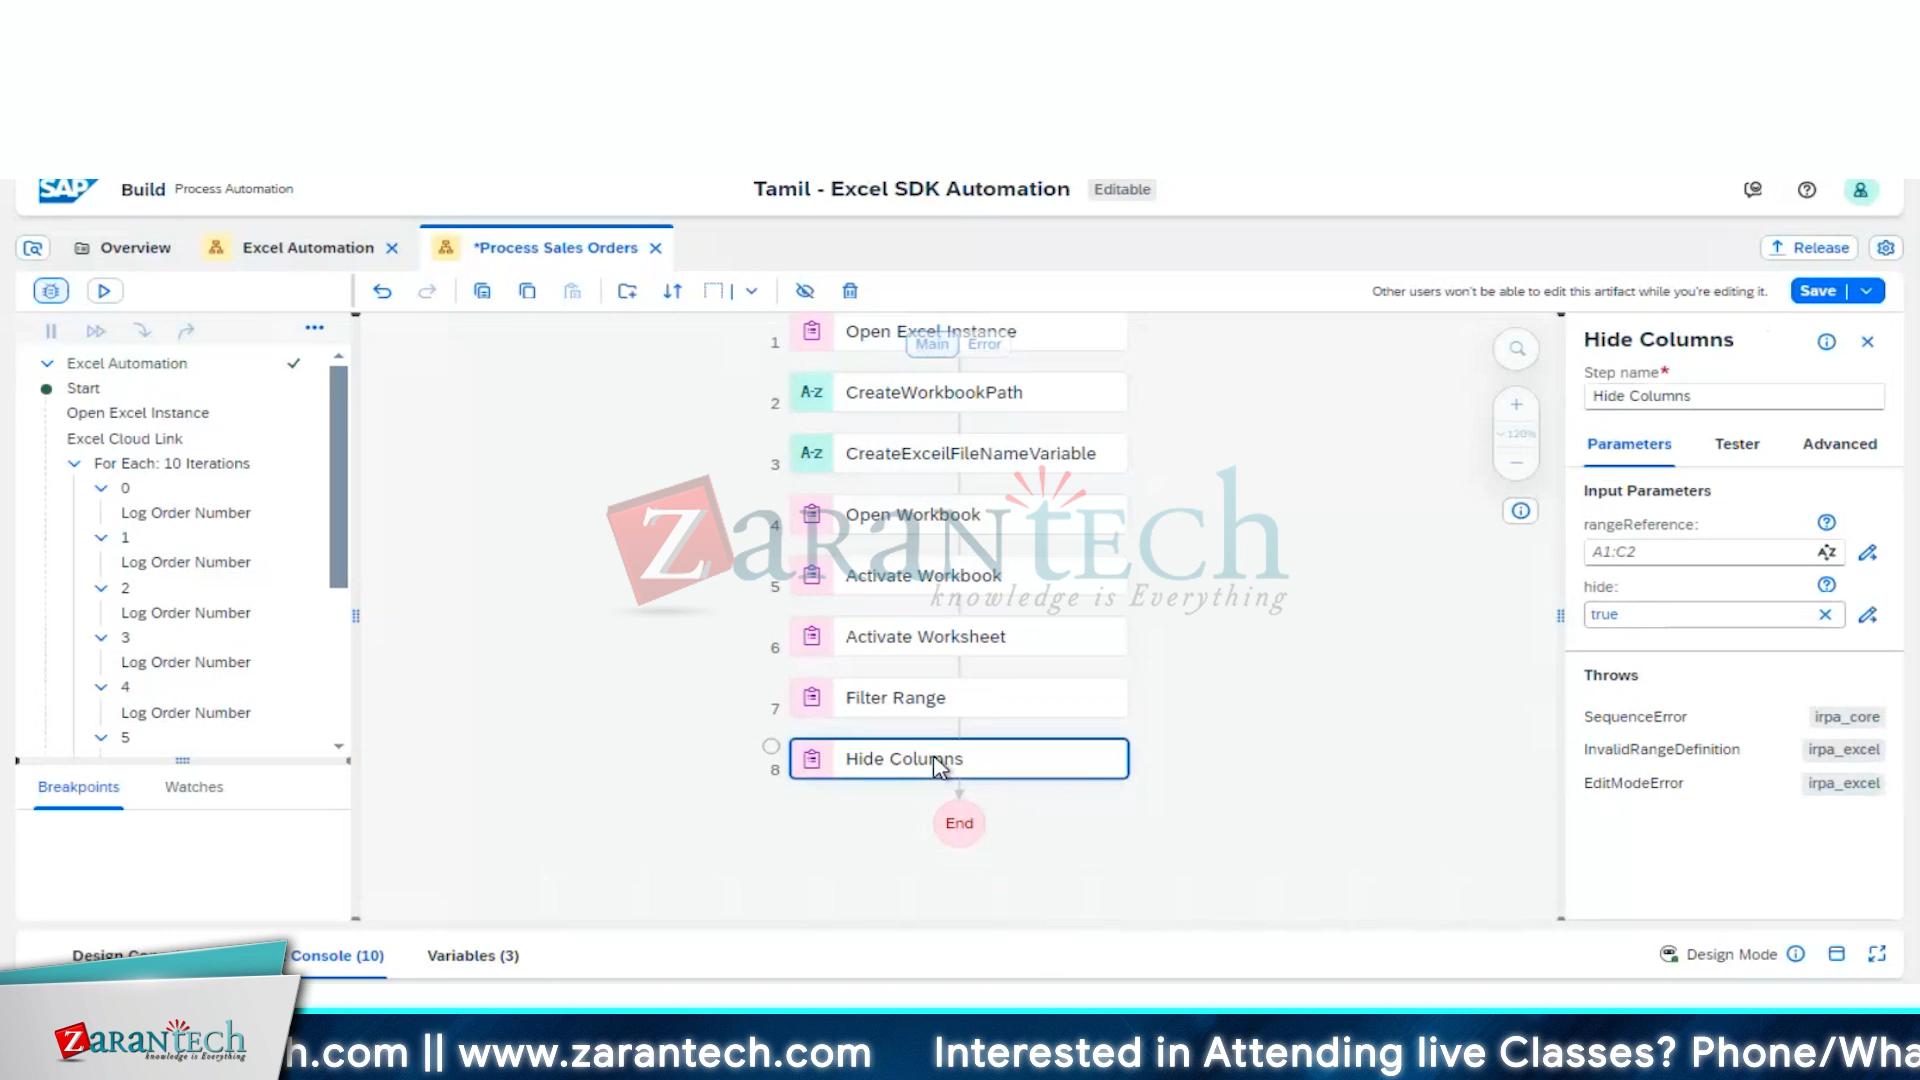 SAP Build Process Automation
Tamil - Excel SDK Automation Editable
Overview
Excel Automation
*Process Sales Orders
Release
Other users won't be able to edit this artifact while you're editing it.
Save
Excel Automation
Start
Open Excel Instance
Excel Cloud Link
For Each: 10 Iterations
0
Log Order Number
1
Log Order Number
2
Log Order Number
3
Log Order Number
4
Log Order Number
5
Breakpoints
Watches
Main
Error
1 Open Excel Instance
2 A-Z CreateWorkbookPath
3 A-Z CreateExceilFileNameVariable
4 Open Workbook
5 Activate Workbook
6 Activate Worksheet
7 Filter Range
8 Hide Columns
End
ZaranTech
knowledge is Everything
120%
Hide Columns
Step name*
Hide Columns
Parameters
Tester
Advanced
Input Parameters
rangeReference:
A1:C2
hide:
true
Throws
SequenceError irpa_core
InvalidRangeDefinition irpa_excel
EditModeError irpa_excel
Design
Console (10)
Variables (3)
Design Mode
ZaranTech
knowledge is Everything
h.com || www.zarantech.com Interested in Attending live Classes? Phone/Wha